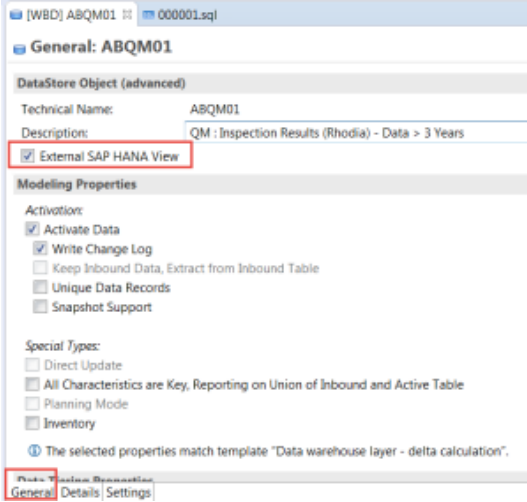 [WBD] ABQM01 000001.sql
General: ABQM01
DataStore Object (advanced)
Technical Name: ABQM01
Description: QM : Inspection Results (Rhodia) - Data > 3 Years
External SAP HANA View
Modeling Properties
Activation:
Activate Data
Write Change Log
Keep Inbound Data, Extract from Inbound Table
Unique Data Records
Snapshot Support
Special Types:
Direct Update
All Characteristics are Key, Reporting on Union of Inbound and Active Table
Planning Mode
Inventory
The selected properties match template "Data warehouse layer - delta calculation".
Data Tiering Properties
General Details Settings